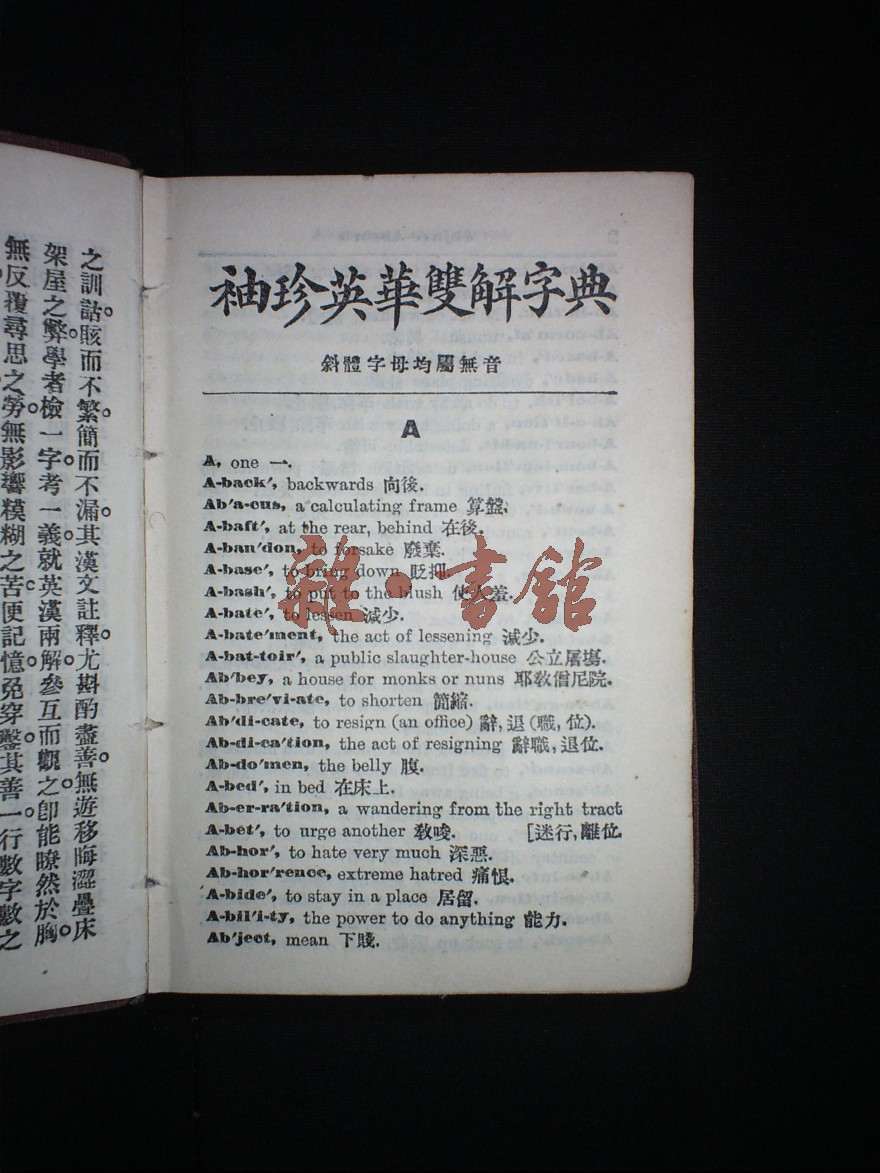 之訓詁賅而不繁。簡而不漏。其漢文註釋。尤斟酌盡善。無遊移晦澀疊床
架屋之弊。學者檢一字。考一義。就英漢兩解。參互而觀之。卽能瞭然於胸。
無反覆尋思之勞。無影響模糊之苦。便記憶。免穿鑿。其善一。行數字數之
袖珍英華雙解字典
斜體字母均屬無音
A
A, one 一.
A-back′, backwards 向後.
Ab′a-cus, a calculating frame 算盤.
A-baft′, at the rear, behind 在後.
A-ban′don, to forsake 廢棄.
A-base′, to bring down 貶抑.
A-bash′, to put to the blush 使人羞.
A-bate′, to lessen 減少.
A-bate′ment, the act of lessening 減少.
A-bat-toir′, a public slaughter-house 公立屠塲.
Ab′bey, a house for monks or nuns 耶敎僧尼院.
Ab-bre′vi-ate, to shorten 簡縮.
Ab′di-cate, to resign (an office) 辭,退(職,位).
Ab-di-ca′tion, the act of resigning 辭職,退位.
Ab-do′men, the belly 腹.
A-bed′, in bed 在床上.
Ab-er-ra′tion, a wandering from the right tract
A-bet′, to urge another 敎唆. [迷行,離位.
Ab-hor′, to hate very much 深惡.
Ab-hor′rence, extreme hatred 痛恨.
A-bide′, to stay in a place 居留.
A-bil′i-ty, the power to do anything 能力.
Ab′ject, mean 下賤.
雜·書舘